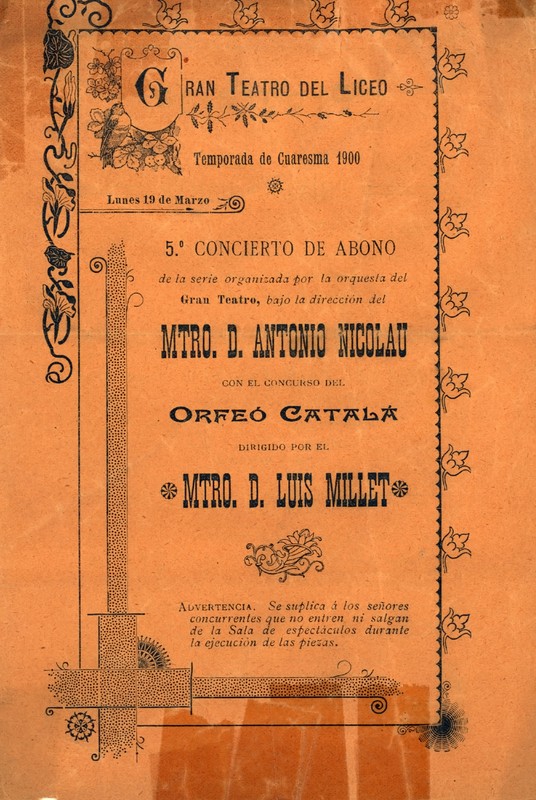 GRAN TEATRO DEL LICEO
Temporada de Cuaresma 1900
Lunes 19 de Marzo
5.º CONCIERTO DE ABONO
de la serie organizada por la orquesta del
Gran Teatro, bajo la dirección del
MTRO. D. ANTONIO NICOLAU
CON EL CONCURSO DEL
ORFEÓ CATALÁ
DIRIGIDO POR EL
MTRO. D. LUIS MILLET
ADVERTENCIA. Se suplica á los señores
concurrentes que no entren ni salgan
de la Sala de espectáculos durante
la ejecución de las piezas.